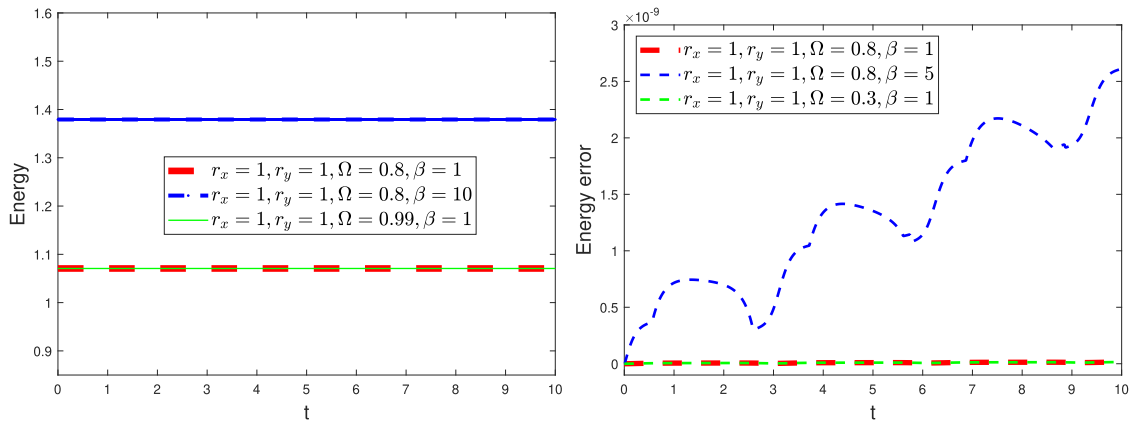 1.6
1.5
1.4
1.3
1.2
1.1
1
0.9
Energy
r_x = 1, r_y = 1, Ω = 0.8, β = 1
r_x = 1, r_y = 1, Ω = 0.8, β = 10
r_x = 1, r_y = 1, Ω = 0.99, β = 1
0 1 2 3 4 5 6 7 8 9 10
t
×10⁻⁹
3
2.5
2
1.5
1
0.5
0
Energy error
r_x = 1, r_y = 1, Ω = 0.8, β = 1
r_x = 1, r_y = 1, Ω = 0.8, β = 5
r_x = 1, r_y = 1, Ω = 0.3, β = 1
0 1 2 3 4 5 6 7 8 9 10
t